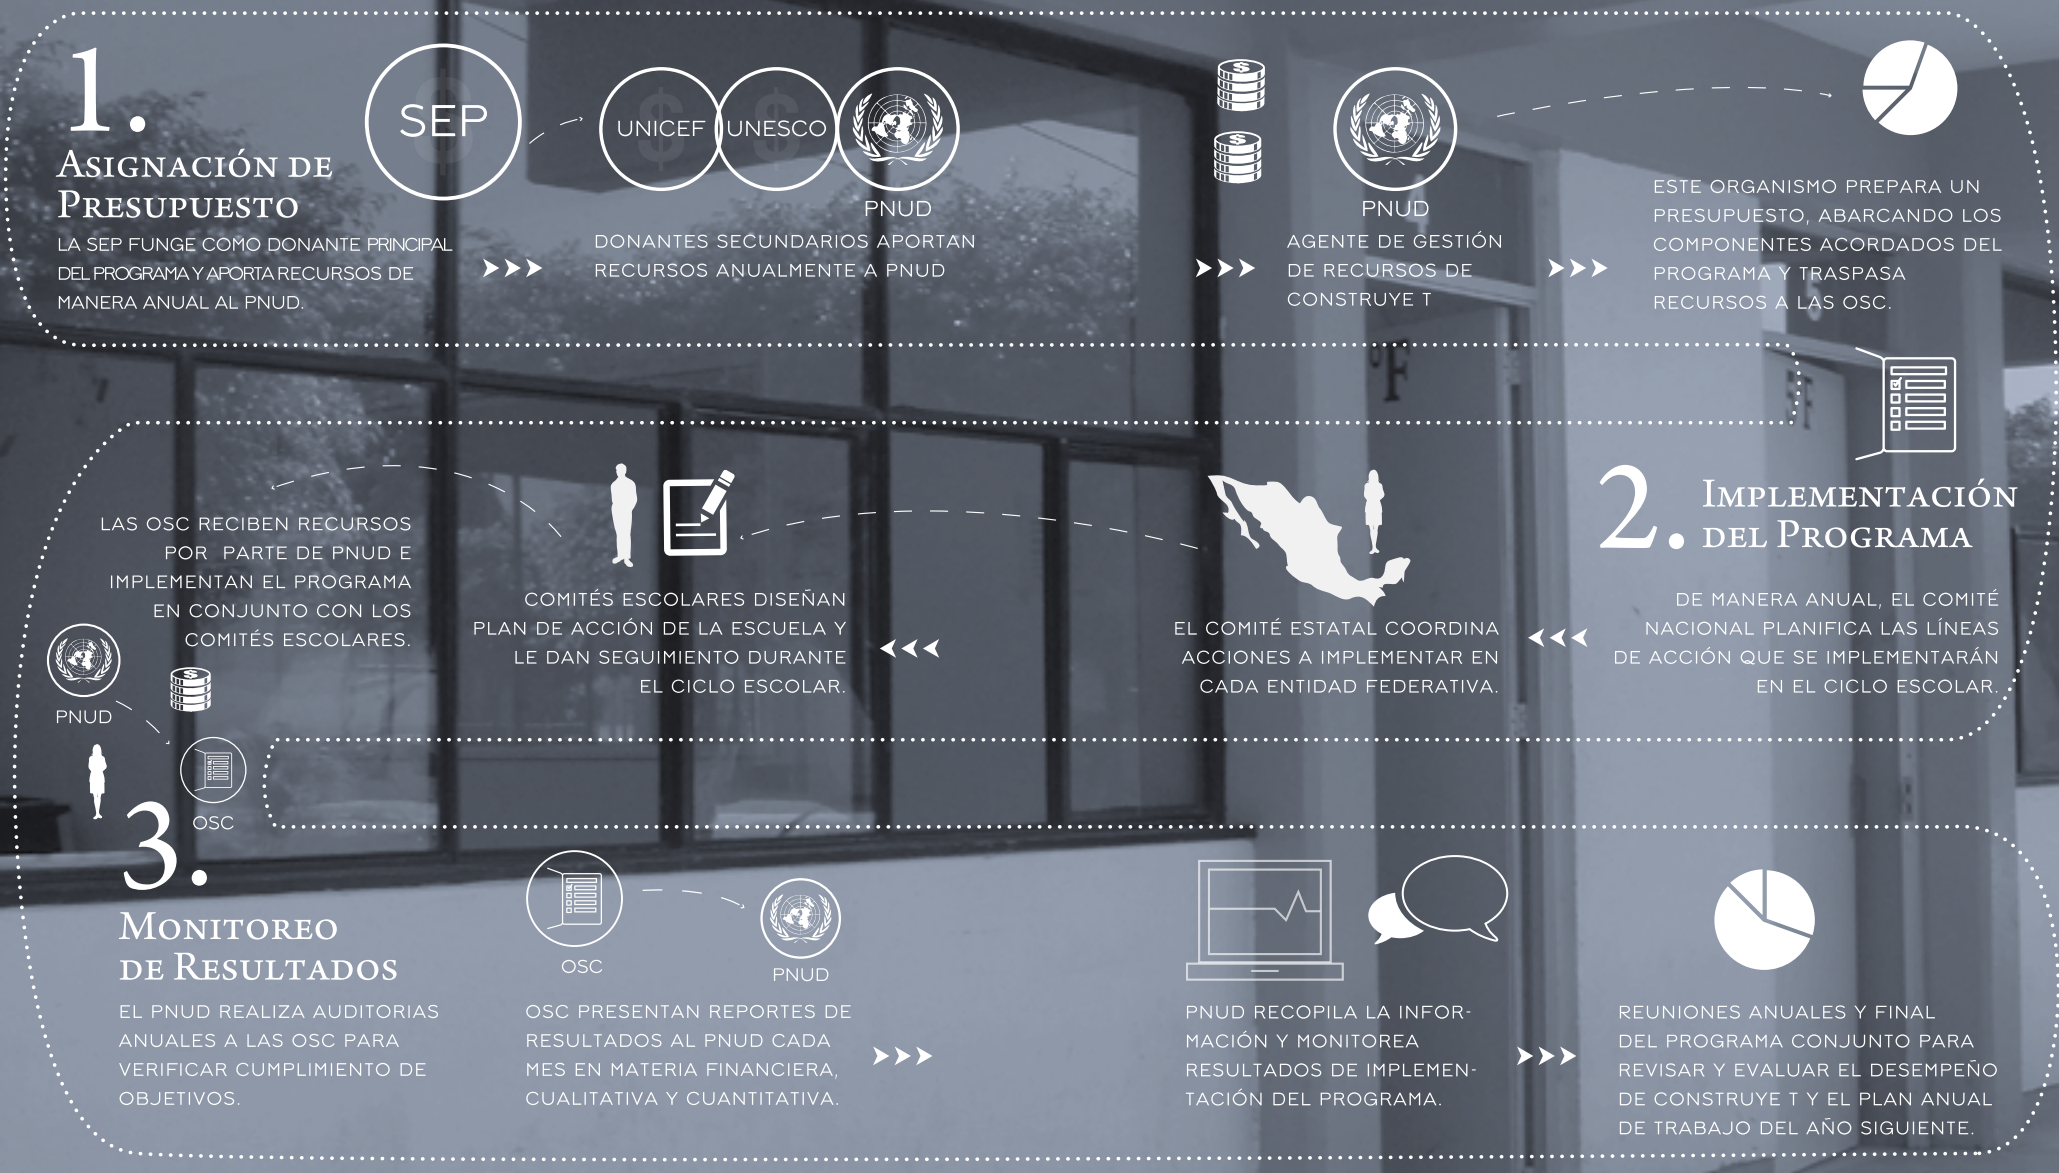 1.
ASIGNACIÓN DE
PRESUPUESTO
LA SEP FUNGE COMO DONANTE PRINCIPAL
DEL PROGRAMA Y APORTA RECURSOS DE
MANERA ANUAL AL PNUD.
SEP
UNICEF
UNESCO
PNUD
DONANTES SECUNDARIOS APORTAN
RECURSOS ANUALMENTE A PNUD
PNUD
AGENTE DE GESTIÓN
DE RECURSOS DE
CONSTRUYE T
ESTE ORGANISMO PREPARA UN
PRESUPUESTO, ABARCANDO LOS
COMPONENTES ACORDADOS DEL
PROGRAMA Y TRASPASA
RECURSOS A LAS OSC.
2.
IMPLEMENTACIÓN
DEL PROGRAMA
DE MANERA ANUAL, EL COMITÉ
NACIONAL PLANIFICA LAS LÍNEAS
DE ACCIÓN QUE SE IMPLEMENTARÁN
EN EL CICLO ESCOLAR.
EL COMITÉ ESTATAL COORDINA
ACCIONES A IMPLEMENTAR EN
CADA ENTIDAD FEDERATIVA.
COMITÉS ESCOLARES DISEÑAN
PLAN DE ACCIÓN DE LA ESCUELA Y
LE DAN SEGUIMIENTO DURANTE
EL CICLO ESCOLAR.
LAS OSC RECIBEN RECURSOS
POR PARTE DE PNUD E
IMPLEMENTAN EL PROGRAMA
EN CONJUNTO CON LOS
COMITÉS ESCOLARES.
PNUD
OSC
3.
MONITOREO
DE RESULTADOS
EL PNUD REALIZA AUDITORIAS
ANUALES A LAS OSC PARA
VERIFICAR CUMPLIMIENTO DE
OBJETIVOS.
OSC
PNUD
OSC PRESENTAN REPORTES DE
RESULTADOS AL PNUD CADA
MES EN MATERIA FINANCIERA,
CUALITATIVA Y CUANTITATIVA.
PNUD RECOPILA LA INFOR-
MACIÓN Y MONITOREA
RESULTADOS DE IMPLEMEN-
TACIÓN DEL PROGRAMA.
REUNIONES ANUALES Y FINAL
DEL PROGRAMA CONJUNTO PARA
REVISAR Y EVALUAR EL DESEMPEÑO
DE CONSTRUYE T Y EL PLAN ANUAL
DE TRABAJO DEL AÑO SIGUIENTE.